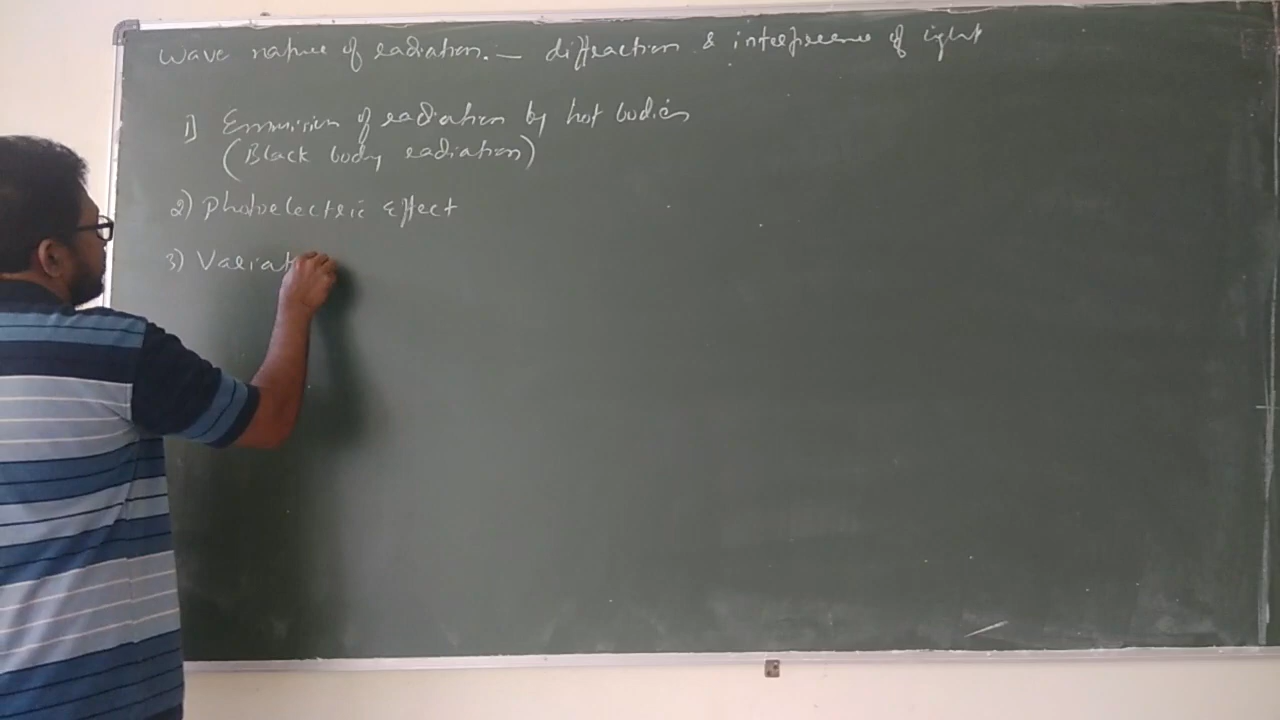 Wave nature of radiation. — diffraction & interference of light
1) Emission of radiation by hot bodies
(Black body radiation)
2) Photoelectric Effect
3) Variat